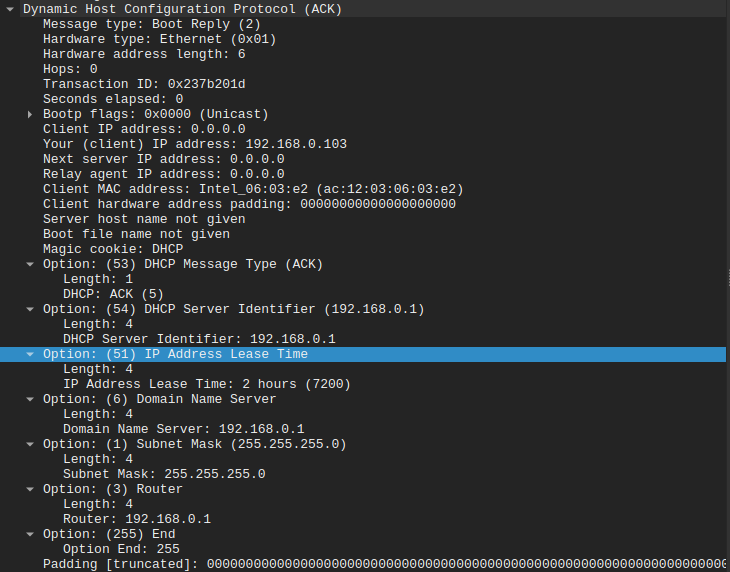 Dynamic Host Configuration Protocol (ACK)
Message type: Boot Reply (2)
Hardware type: Ethernet (0x01)
Hardware address length: 6
Hops: 0
Transaction ID: 0x237b201d
Seconds elapsed: 0
Bootp flags: 0x0000 (Unicast)
Client IP address: 0.0.0.0
Your (client) IP address: 192.168.0.103
Next server IP address: 0.0.0.0
Relay agent IP address: 0.0.0.0
Client MAC address: Intel_06:03:e2 (ac:12:03:06:03:e2)
Client hardware address padding: 00000000000000000000
Server host name not given
Boot file name not given
Magic cookie: DHCP
Option: (53) DHCP Message Type (ACK)
Length: 1
DHCP: ACK (5)
Option: (54) DHCP Server Identifier (192.168.0.1)
Length: 4
DHCP Server Identifier: 192.168.0.1
Option: (51) IP Address Lease Time
Length: 4
IP Address Lease Time: 2 hours (7200)
Option: (6) Domain Name Server
Length: 4
Domain Name Server: 192.168.0.1
Option: (1) Subnet Mask (255.255.255.0)
Length: 4
Subnet Mask: 255.255.255.0
Option: (3) Router
Length: 4
Router: 192.168.0.1
Option: (255) End
Option End: 255
Padding [truncated]: 0000000000000000000000000000000000000000000000000000000000000000000